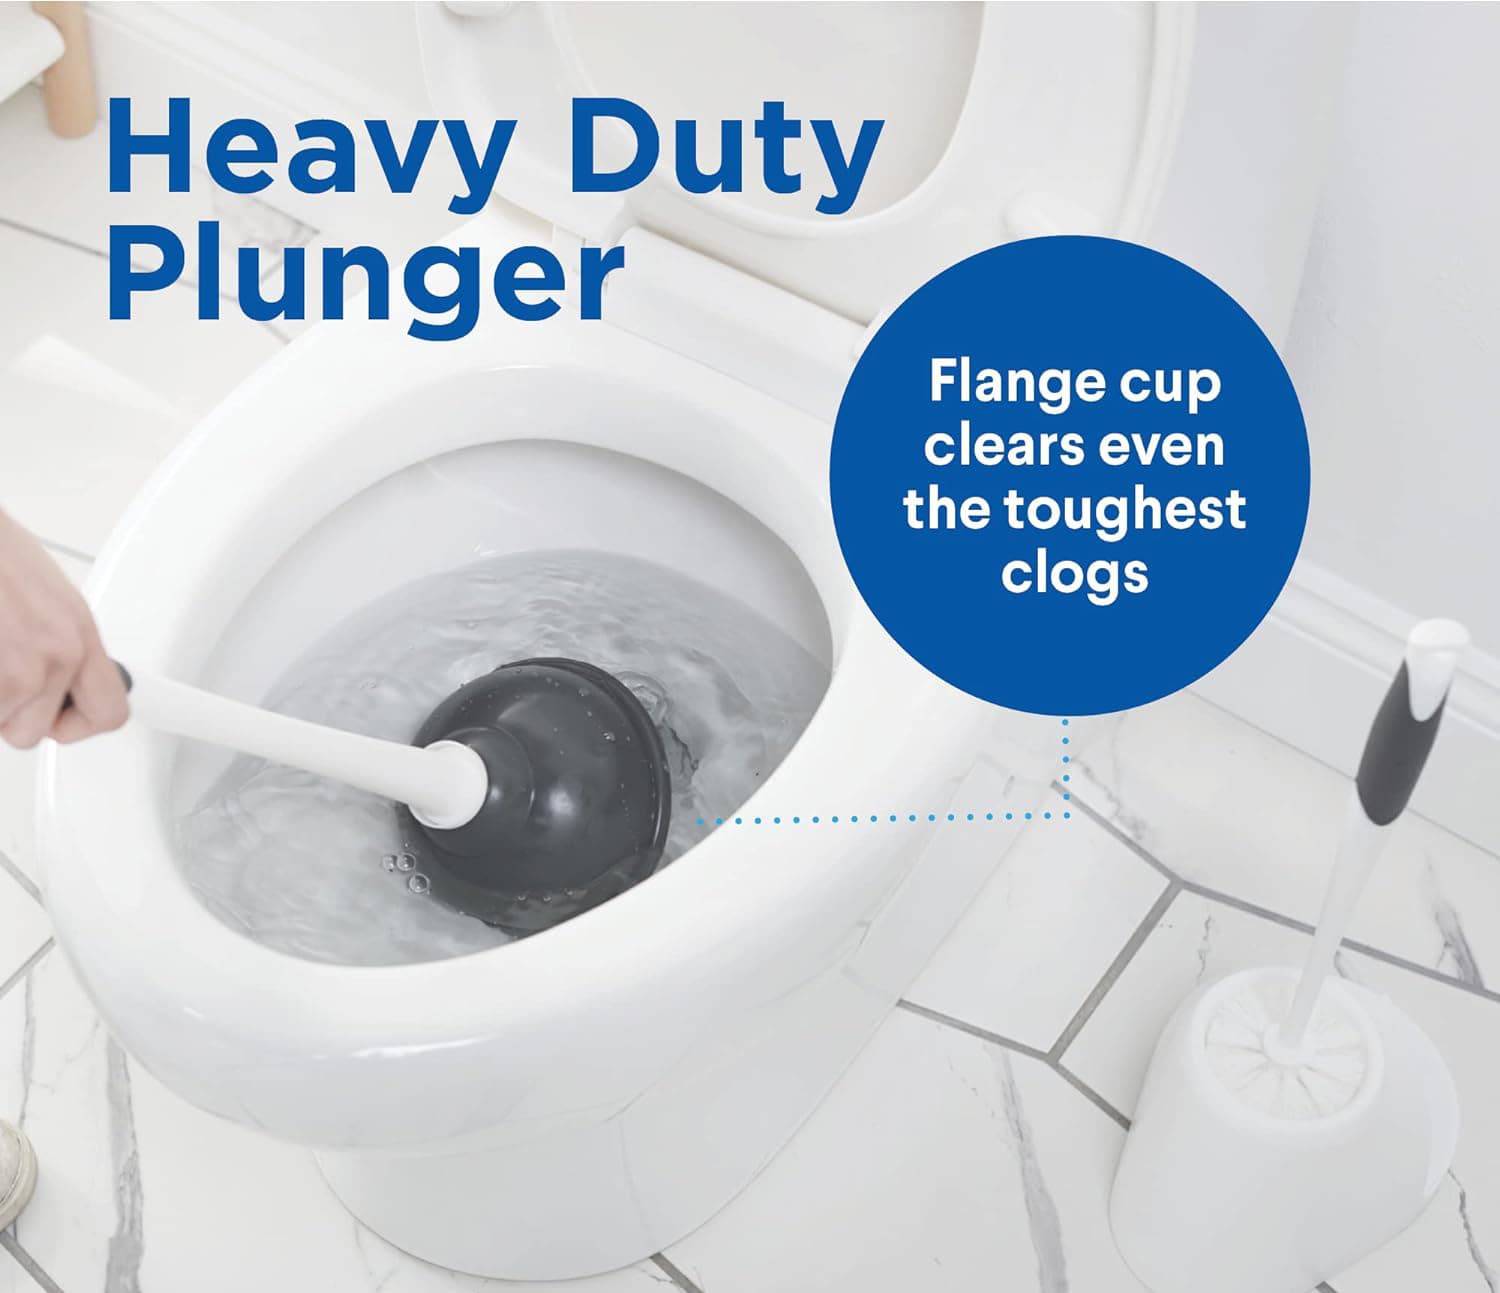 Heavy Duty
Plunger
Flange cup
clears even
the toughest
clogs